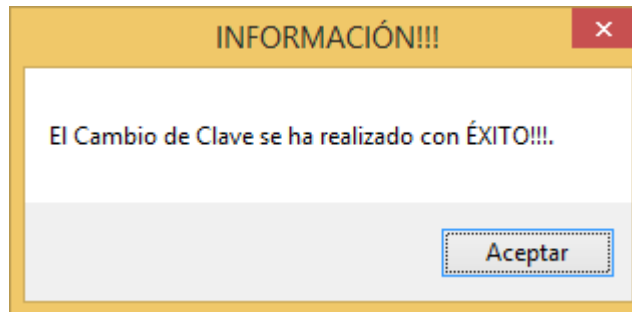 INFORMACIÓN!!!
El Cambio de Clave se ha realizado con ÉXITO!!!.
Aceptar